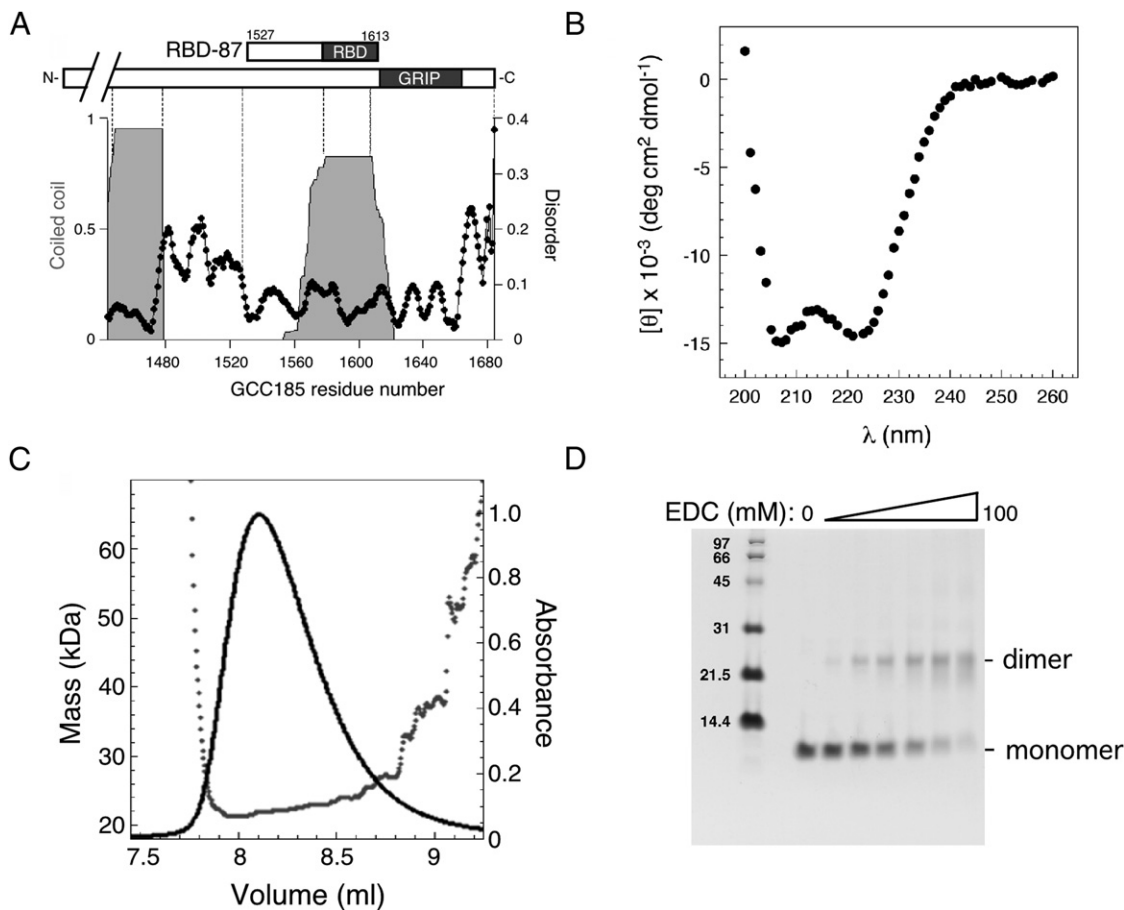 A
1527 1613
RBD-87 RBD
N- GRIP -C
1 0.4
0.3
0.5 0.2
0.1
0 0
Coiled coil
Disorder
1480 1520 1560 1600 1640 1680
GCC185 residue number
B
0
-5
-10
-15
[θ] x 10⁻³ (deg cm² dmol⁻¹)
200 210 220 230 240 250 260
λ (nm)
C
60 1.0
50 0.8
0.6
40 0.4
30 0.2
20 0
Mass (kDa)
Absorbance
7.5 8 8.5 9
Volume (ml)
D
EDC (mM): 0 100
97
66
45
31
dimer
21.5
14.4
monomer